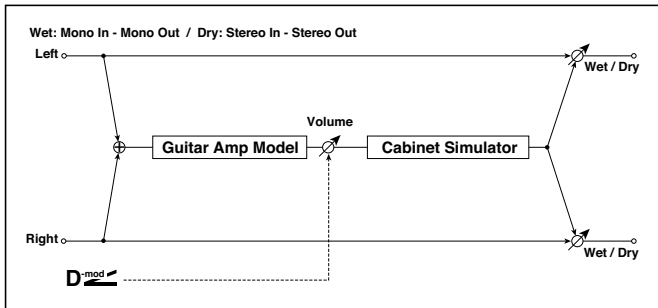 Wet: Mono In - Mono Out / Dry: Stereo In - Stereo Out
Left
Wet / Dry
Volume
Guitar Amp Model
Cabinet Simulator
Right
Wet / Dry
D-mod